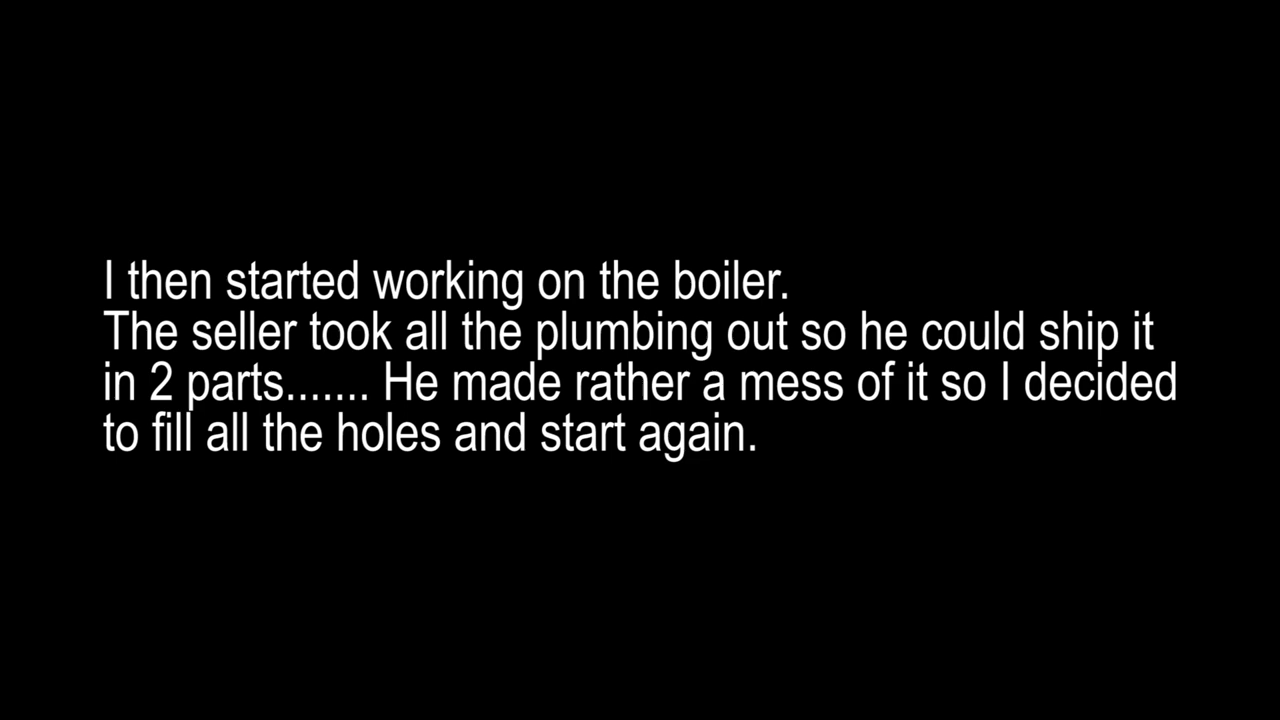 I then started working on the boiler.
The seller took all the plumbing out so he could ship it
in 2 parts....... He made rather a mess of it so I decided
to fill all the holes and start again.